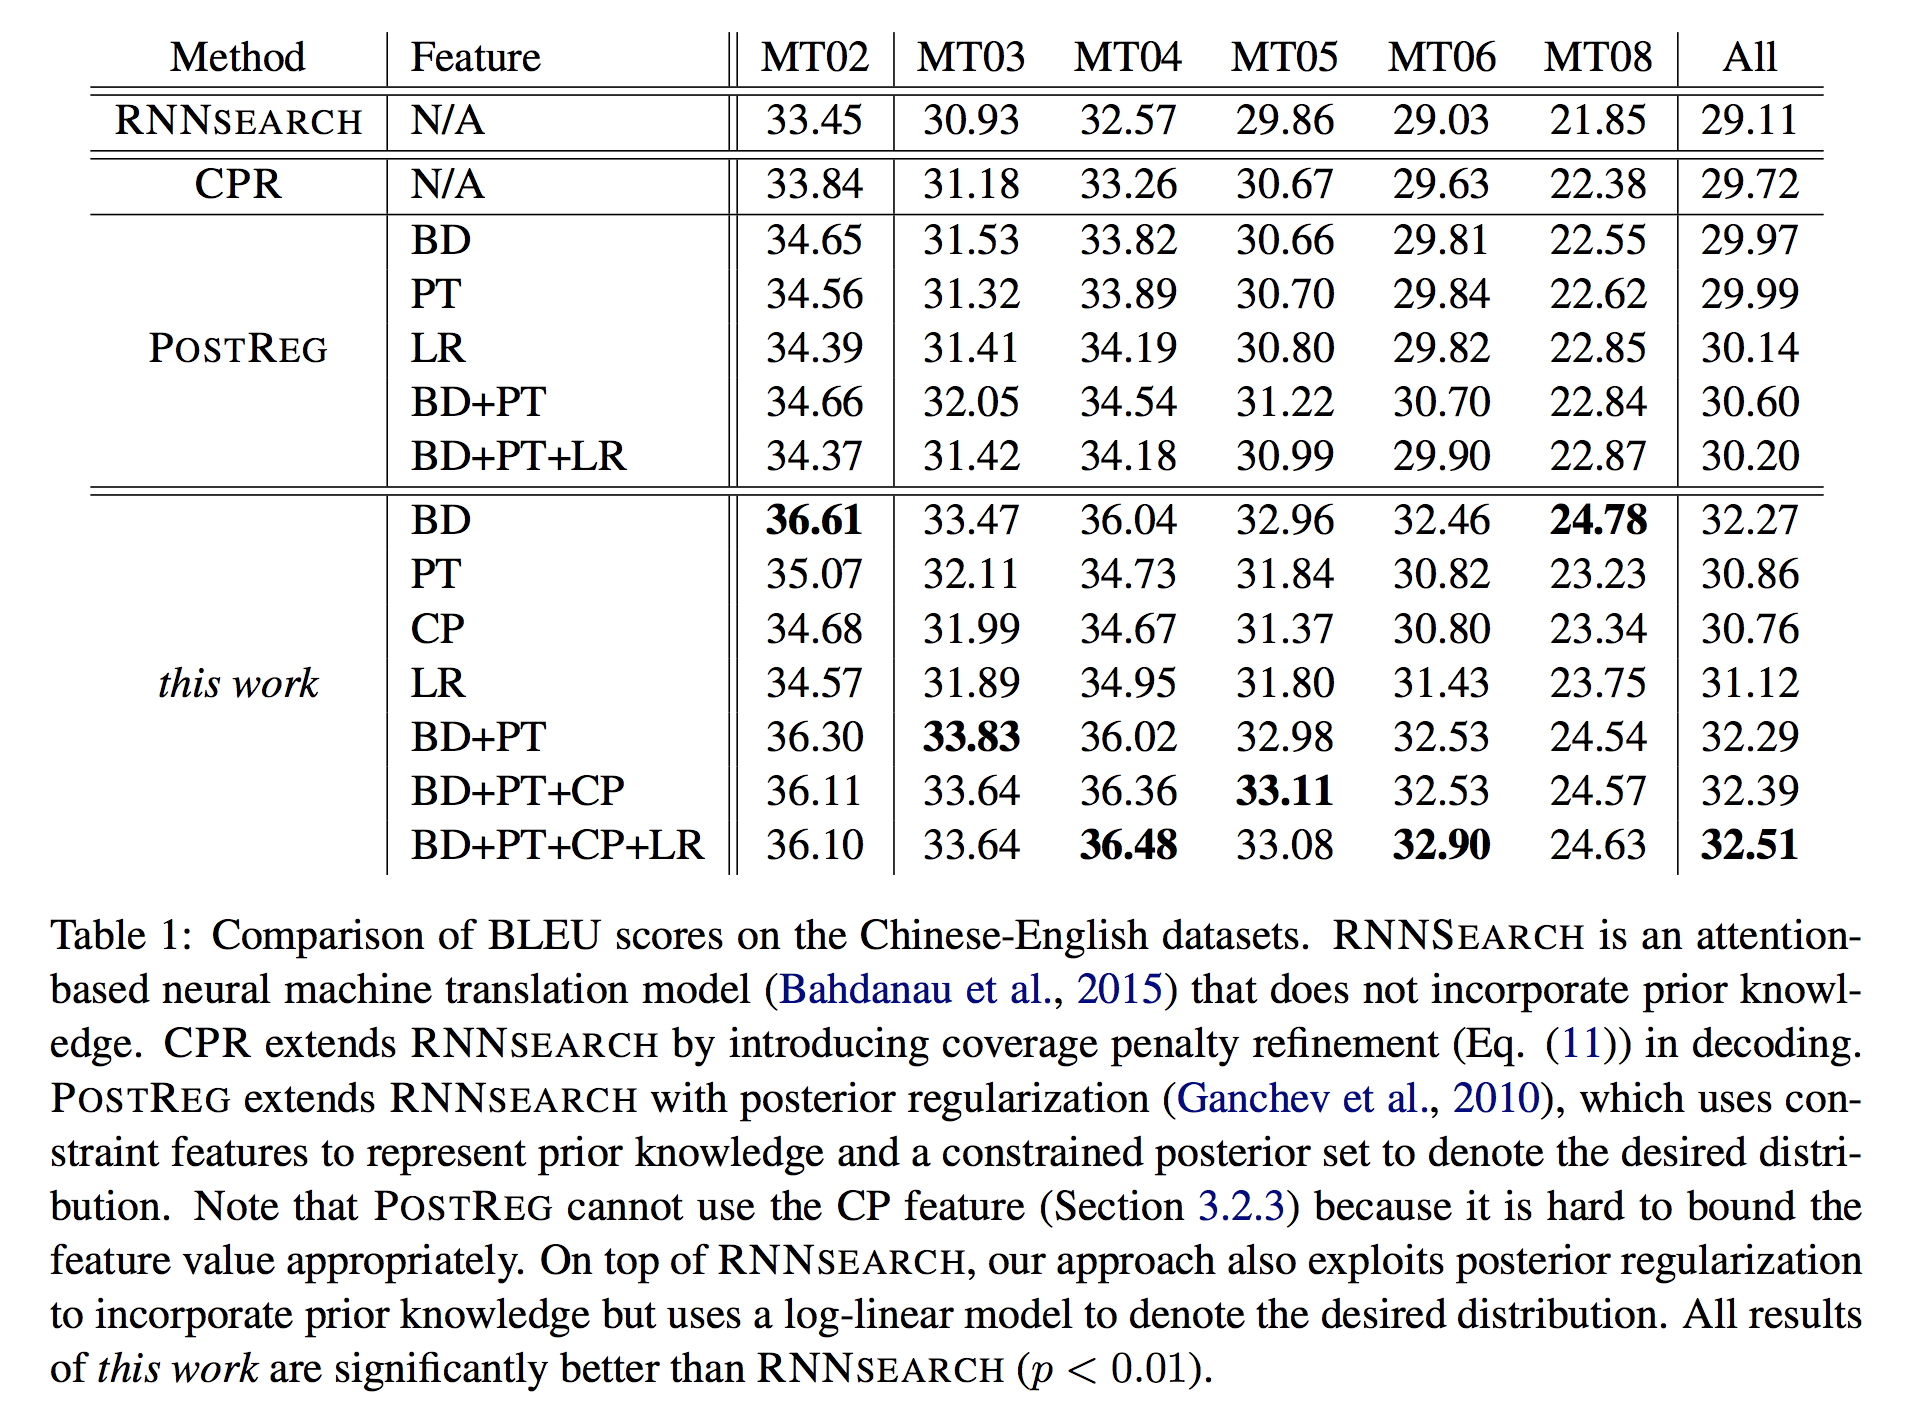 Method Feature MT02 MT03 MT04 MT05 MT06 MT08 All
RNNSEARCH N/A 33.45 30.93 32.57 29.86 29.03 21.85 29.11
CPR N/A 33.84 31.18 33.26 30.67 29.63 22.38 29.72
BD 34.65 31.53 33.82 30.66 29.81 22.55 29.97
PT 34.56 31.32 33.89 30.70 29.84 22.62 29.99
POSTREG LR 34.39 31.41 34.19 30.80 29.82 22.85 30.14
BD+PT 34.66 32.05 34.54 31.22 30.70 22.84 30.60
BD+PT+LR 34.37 31.42 34.18 30.99 29.90 22.87 30.20
BD 36.61 33.47 36.04 32.96 32.46 24.78 32.27
PT 35.07 32.11 34.73 31.84 30.82 23.23 30.86
CP 34.68 31.99 34.67 31.37 30.80 23.34 30.76
this work LR 34.57 31.89 34.95 31.80 31.43 23.75 31.12
BD+PT 36.30 33.83 36.02 32.98 32.53 24.54 32.29
BD+PT+CP 36.11 33.64 36.36 33.11 32.53 24.57 32.39
BD+PT+CP+LR 36.10 33.64 36.48 33.08 32.90 24.63 32.51
Table 1: Comparison of BLEU scores on the Chinese-English datasets. RNNSEARCH is an attention-
based neural machine translation model (Bahdanau et al., 2015) that does not incorporate prior knowl-
edge. CPR extends RNNSEARCH by introducing coverage penalty refinement (Eq. (11)) in decoding.
POSTREG extends RNNSEARCH with posterior regularization (Ganchev et al., 2010), which uses con-
straint features to represent prior knowledge and a constrained posterior set to denote the desired distri-
bution. Note that POSTREG cannot use the CP feature (Section 3.2.3) because it is hard to bound the
feature value appropriately. On top of RNNSEARCH, our approach also exploits posterior regularization
to incorporate prior knowledge but uses a log-linear model to denote the desired distribution. All results
of this work are significantly better than RNNSEARCH (p < 0.01).